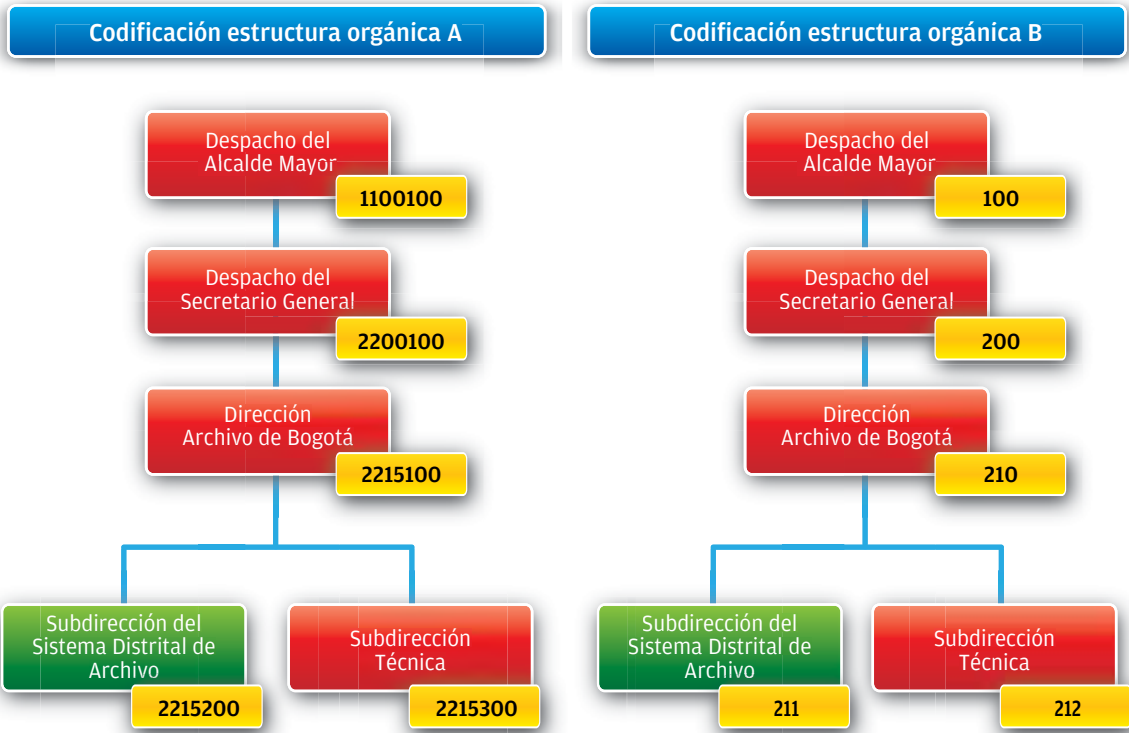 Codificación estructura orgánica A
Despacho del
Alcalde Mayor
1100100
Despacho del
Secretario General
2200100
Dirección
Archivo de Bogotá
2215100
Subdirección del
Sistema Distrital de
Archivo
2215200
Subdirección
Técnica
2215300
Codificación estructura orgánica B
Despacho del
Alcalde Mayor
100
Despacho del
Secretario General
200
Dirección
Archivo de Bogotá
210
Subdirección del
Sistema Distrital de
Archivo
211
Subdirección
Técnica
212